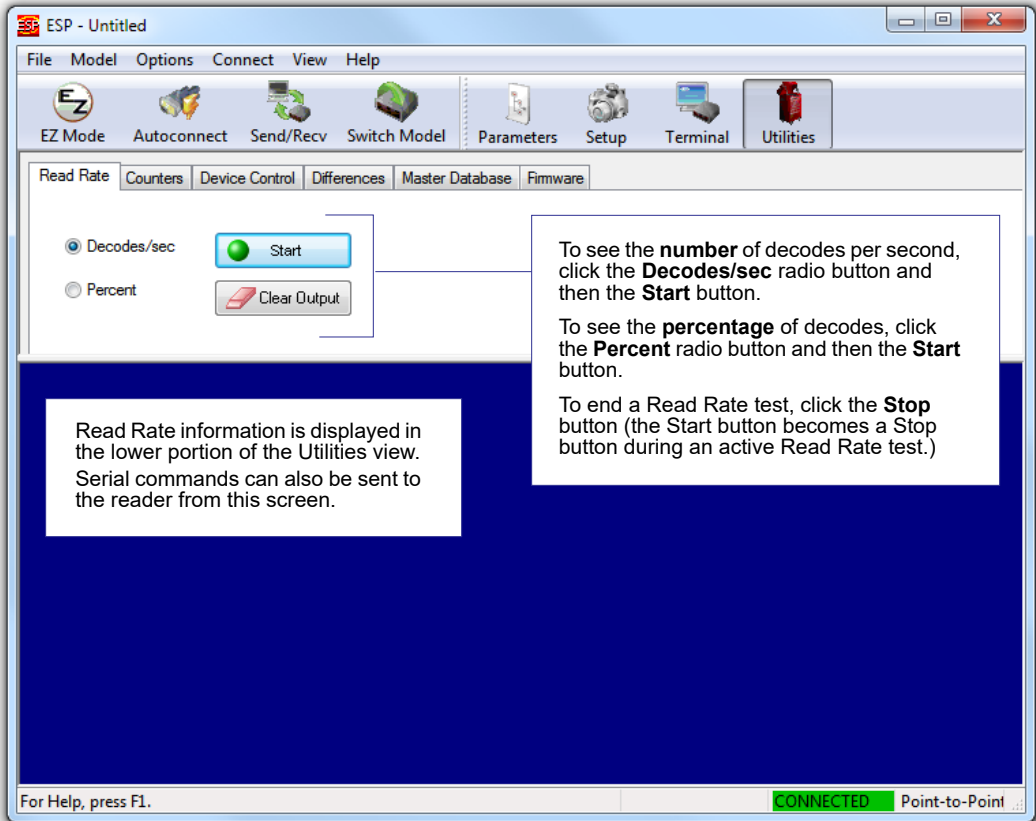 ESP - Untitled
File Model Options Connect View Help
EZ Mode Autoconnect Send/Recv Switch Model Parameters Setup Terminal Utilities
Read Rate Counters Device Control Differences Master Database Firmware
Decodes/sec Start
Percent Clear Output
To see the number of decodes per second,
click the Decodes/sec radio button and
then the Start button.
To see the percentage of decodes, click
the Percent radio button and then the Start
button.
To end a Read Rate test, click the Stop
button (the Start button becomes a Stop
button during an active Read Rate test.)
Read Rate information is displayed in
the lower portion of the Utilities view.
Serial commands can also be sent to
the reader from this screen.
For Help, press F1. CONNECTED Point-to-Point